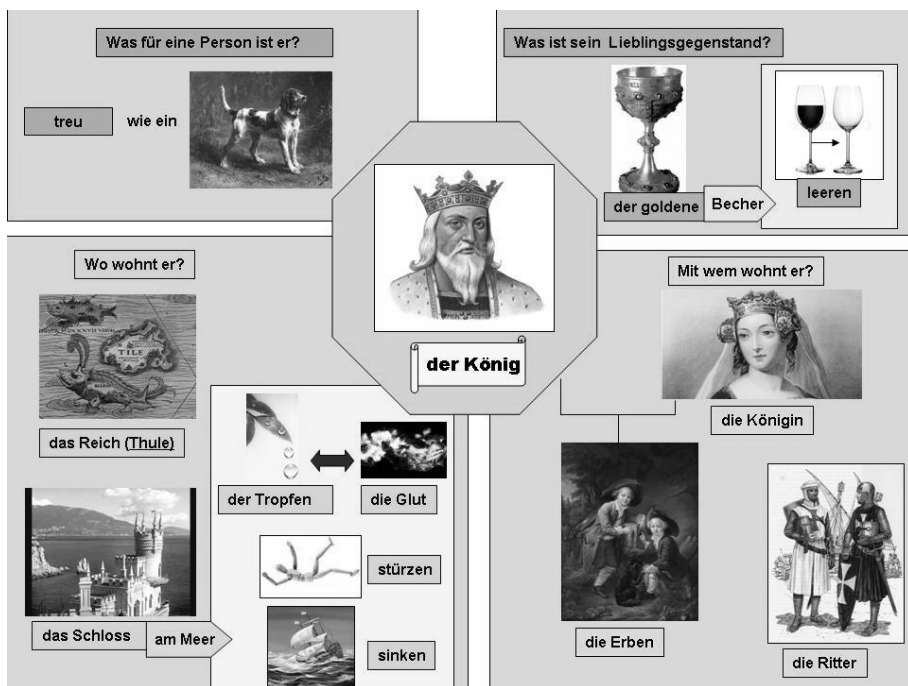 Was für eine Person ist er?
treu wie ein
Was ist sein Lieblingsgegenstand?
der goldene Becher
leeren
der König
Wo wohnt er?
TILE
das Reich (Thule)
das Schloss am Meer
der Tropfen
die Glut
stürzen
sinken
Mit wem wohnt er?
die Königin
die Erben
die Ritter